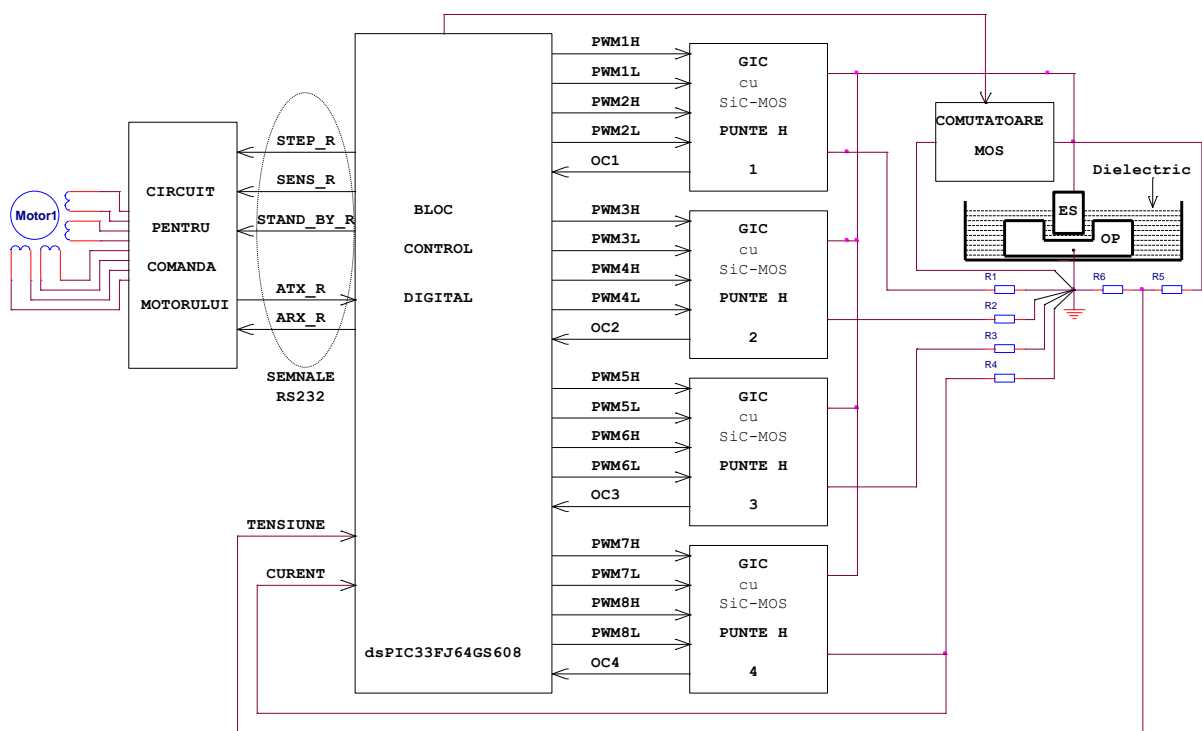 Motor1
CIRCUIT
PENTRU
COMANDA
MOTORULUI
STEP_R
SENS_R
STAND_BY_R
ATX_R
ARX_R
SEMNALE
RS232
TENSIUNE
CURENT
BLOC
CONTROL
DIGITAL
dsPIC33FJ64GS608
PWM1H
PWM1L
PWM2H
PWM2L
OC1
PWM3H
PWM3L
PWM4H
PWM4L
OC2
PWM5H
PWM5L
PWM6H
PWM6L
OC3
PWM7H
PWM7L
PWM8H
PWM8L
OC4
GIC
cu
SiC-MOS
PUNTE H
1
GIC
cu
SiC-MOS
PUNTE H
2
GIC
cu
SiC-MOS
PUNTE H
3
GIC
cu
SiC-MOS
PUNTE H
4
COMUTATOARE
MOS
Dielectric
ES
OP
R1
R6
R5
R2
R3
R4